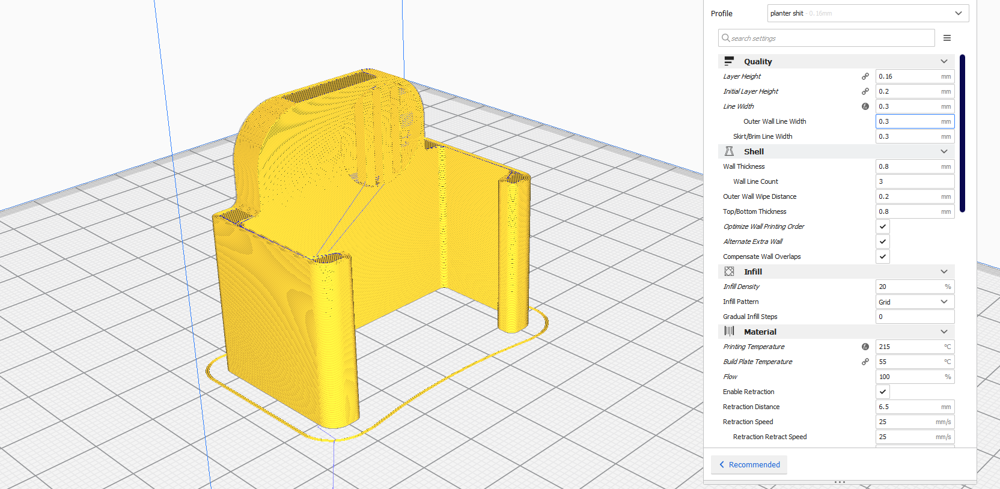 Profile planter shit - 0.16mm
search settings
Quality
Layer Height 0.16 mm
Initial Layer Height 0.2 mm
Line Width 0.3 mm
Outer Wall Line Width 0.3 mm
Skirt/Brim Line Width 0.3 mm
Shell
Wall Thickness 0.8 mm
Wall Line Count 3
Outer Wall Wipe Distance 0.2 mm
Top/Bottom Thickness 0.8 mm
Optimize Wall Printing Order
Alternate Extra Wall
Compensate Wall Overlaps
Infill
Infill Density 20 %
Infill Pattern Grid
Gradual Infill Steps 0
Material
Printing Temperature 215 °C
Build Plate Temperature 55 °C
Flow 100 %
Enable Retraction
Retraction Distance 6.5 mm
Retraction Speed 25 mm/s
Retraction Retract Speed 25 mm/s
Recommended